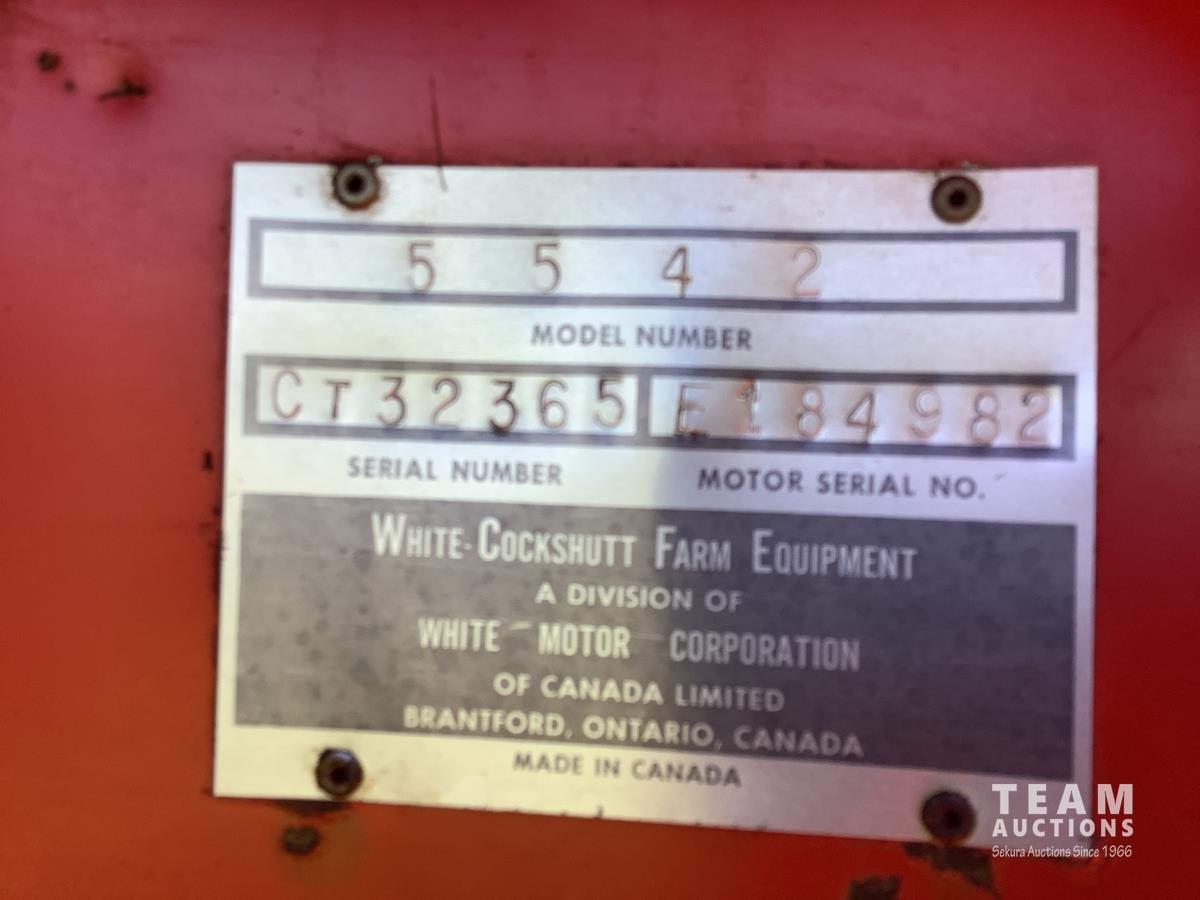 5 5 4 2
MODEL NUMBER
CT32365 E184982
SERIAL NUMBER MOTOR SERIAL NO.
WHITE-COCKSHUTT FARM EQUIPMENT
A DIVISION OF
WHITE MOTOR CORPORATION
OF CANADA LIMITED
BRANTFORD, ONTARIO, CANADA
MADE IN CANADA
TEAM
AUCTIONS
Sekura Auctions Since 1966